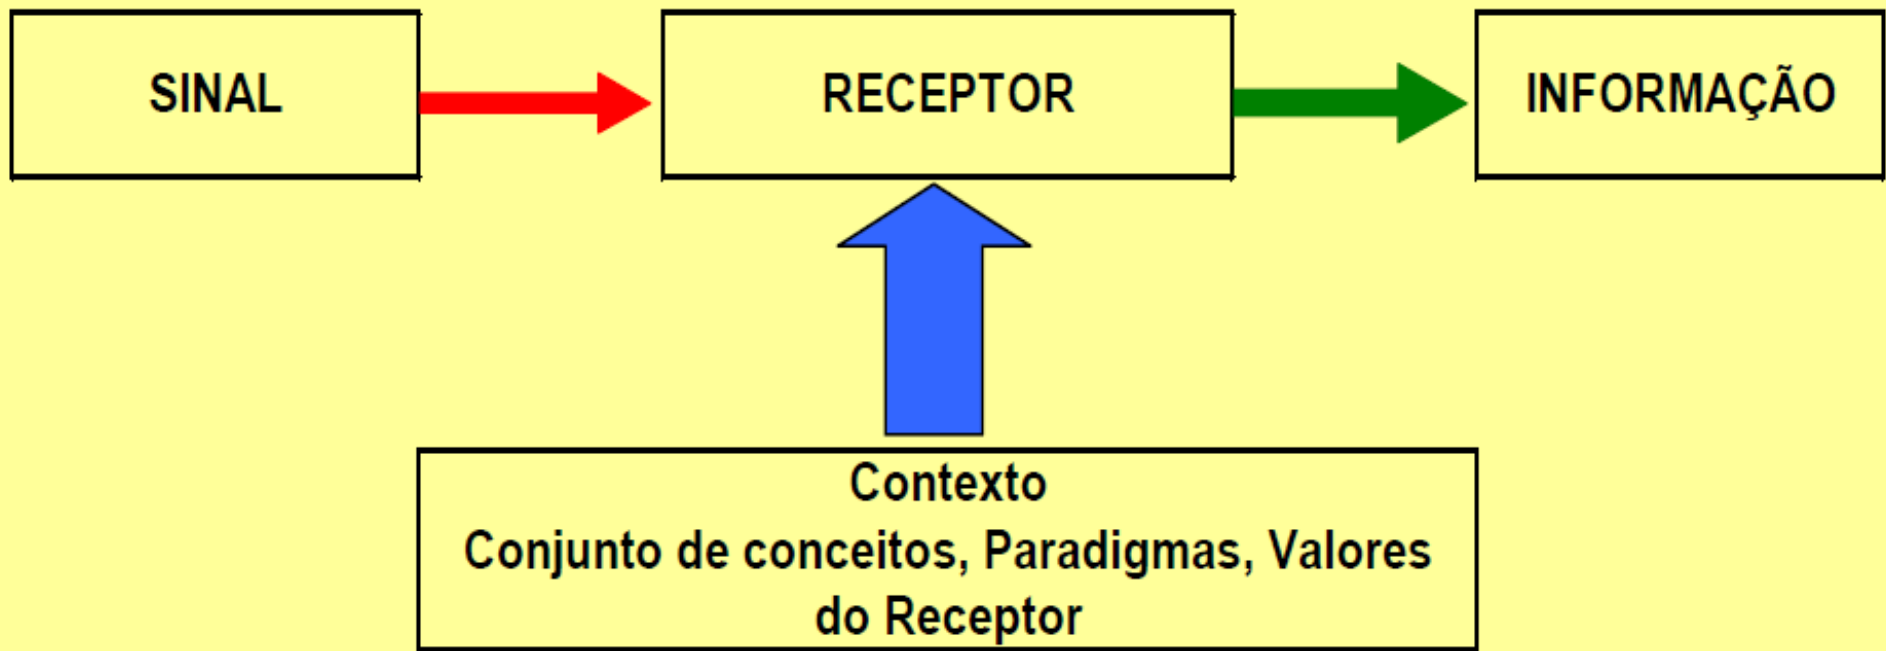 SINAL
RECEPTOR
INFORMAÇÃO
Contexto
Conjunto de conceitos, Paradigmas, Valores
do Receptor